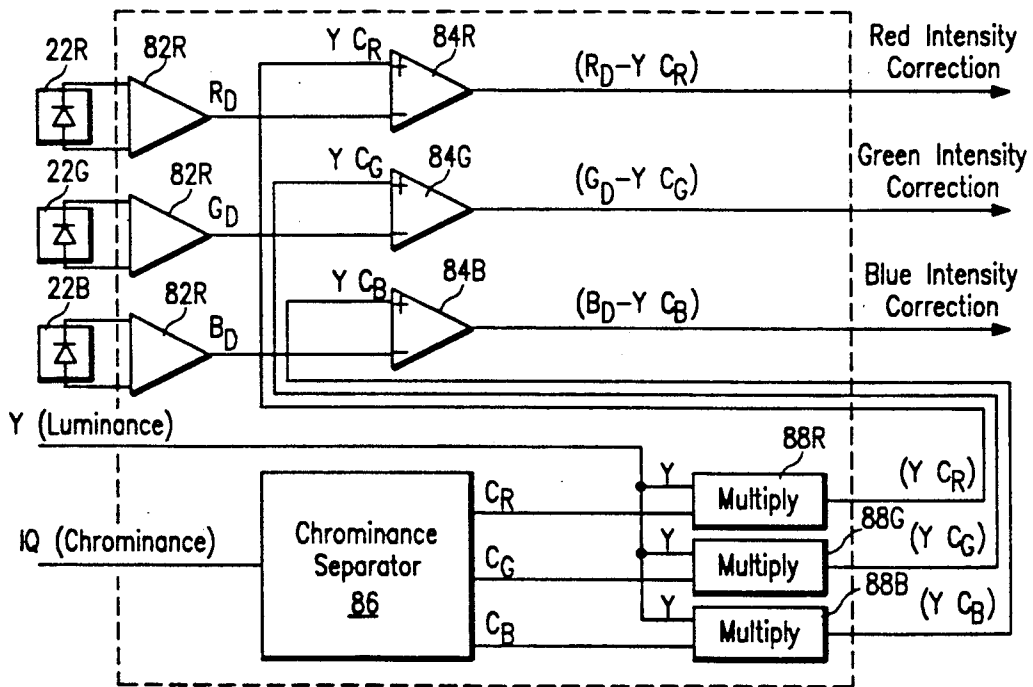 22R
82R
R_D
Y C_R
+
−
84R
(R_D−Y C_R)
Red Intensity
Correction
22G
82R
G_D
Y C_G
+
−
84G
(G_D−Y C_G)
Green Intensity
Correction
22B
82R
B_D
Y C_B
+
−
84B
(B_D−Y C_B)
Blue Intensity
Correction
Y (Luminance)
IQ (Chrominance)
Chrominance
Separator
86
C_R
C_G
C_B
Y
88R
Multiply
(Y C_R)
Y
88G
Multiply
(Y C_G)
Y
88B
Multiply
(Y C_B)